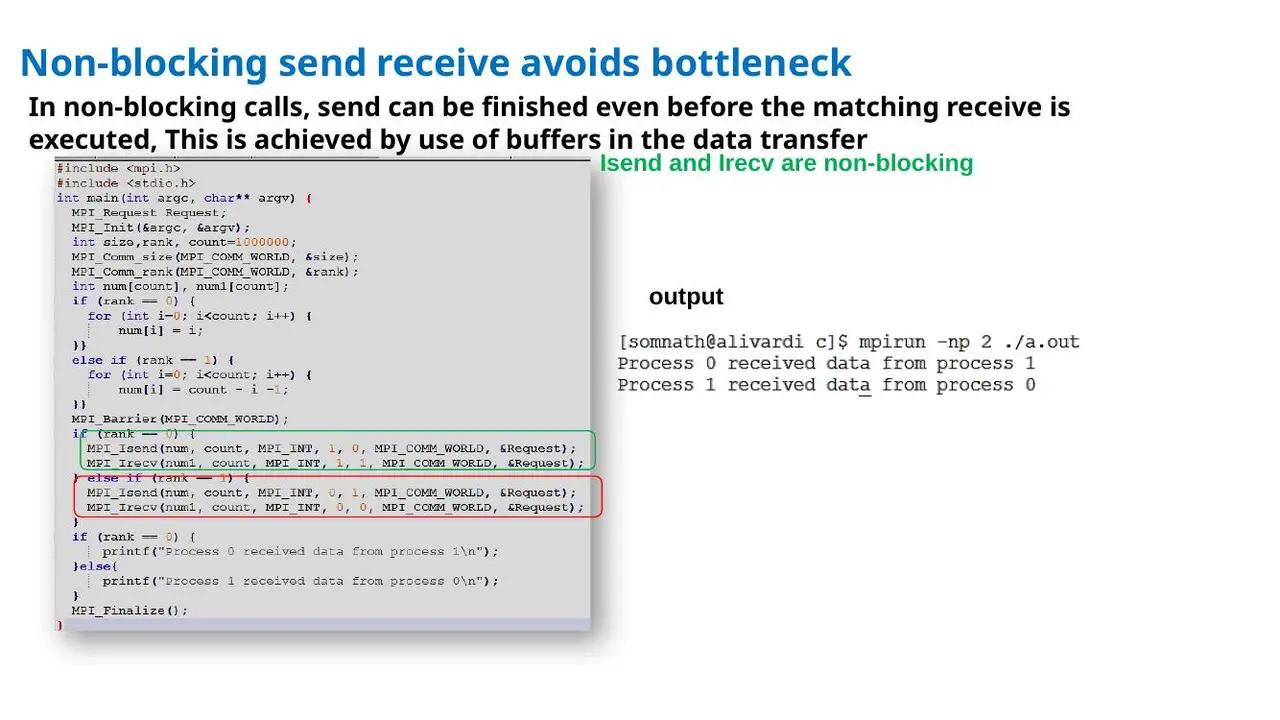 Non-blocking send receive avoids bottleneck
In non-blocking calls, send can be finished even before the matching receive is
executed, This is achieved by use of buffers in the data transfer
Isend and Irecv are non-blocking
#include <mpi.h>
#include <stdio.h>
int main(int argc, char** argv) {
MPI_Request Request;
MPI_Init(&argc, &argv);
int size,rank, count=1000000;
MPI_Comm_size(MPI_COMM_WORLD, &size);
MPI_Comm_rank(MPI_COMM_WORLD, &rank);
int num[count], num1[count];
if (rank == 0) {
for (int i=0; i<count; i++) {
num[i] = i;
}}
else if (rank == 1) {
for (int i=0; i<count; i++) {
num[i] = count - i -1;
}}
MPI_Barrier(MPI_COMM_WORLD);
if (rank == 0) {
MPI_Isend(num, count, MPI_INT, 1, 0, MPI_COMM_WORLD, &Request);
MPI_Irecv(num1, count, MPI_INT, 1, 1, MPI_COMM_WORLD, &Request);
} else if (rank == 1) {
MPI_Isend(num, count, MPI_INT, 0, 1, MPI_COMM_WORLD, &Request);
MPI_Irecv(num1, count, MPI_INT, 0, 0, MPI_COMM_WORLD, &Request);
}
if (rank == 0) {
printf("Process 0 received data from process 1\n");
}else{
printf("Process 1 received data from process 0\n");
}
MPI_Finalize();
}
output
[somnath@alivardi c]$ mpirun -np 2 ./a.out
Process 0 received data from process 1
Process 1 received data from process 0